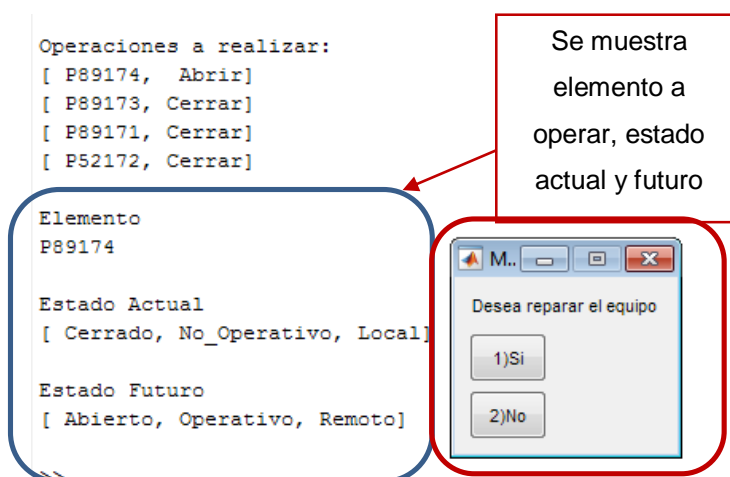 Operaciones a realizar:
[ P89174,  Abrir]
[ P89173, Cerrar]
[ P89171, Cerrar]
[ P52172, Cerrar]
Elemento
P89174
Estado Actual
[ Cerrado, No_Operativo, Local]
Estado Futuro
[ Abierto, Operativo, Remoto]
>>
Se muestra
elemento a
operar, estado
actual y futuro
M..
Desea reparar el equipo
1)Si
2)No